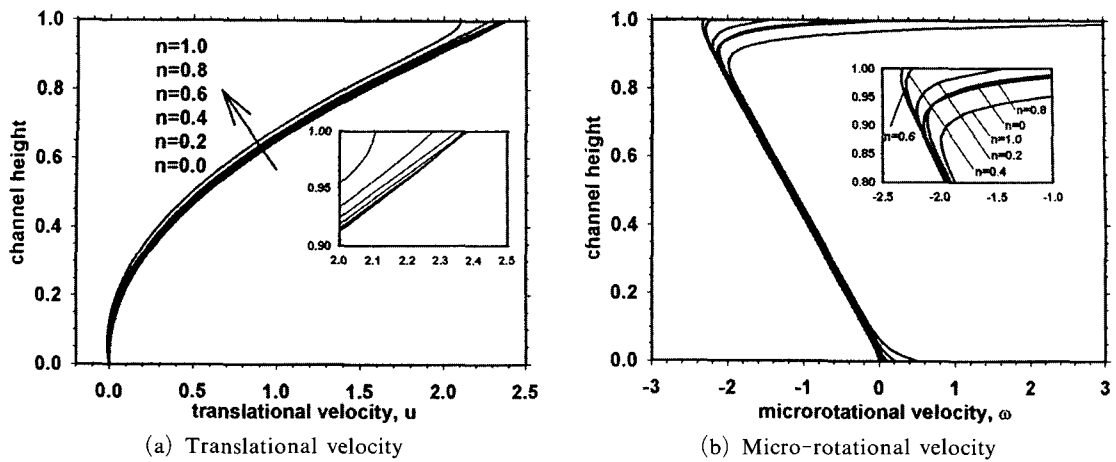 1.0
0.8
0.6
0.4
0.2
0.0
channel height
n=1.0
n=0.8
n=0.6
n=0.4
n=0.2
n=0.0
1.00
0.95
0.90
2.0 2.1 2.2 2.3 2.4 2.5
0.0 0.5 1.0 1.5 2.0 2.5
translational velocity, u
(a) Translational velocity
1.0
0.8
0.6
0.4
0.2
0.0
channel height
1.00
0.95
0.90
0.85
0.80
n=0.8
n=0
n=0.6
n=1.0
n=0.2
n=0.4
-2.5 -2.0 -1.5 -1.0
-3 -2 -1 0 1 2 3
microrotational velocity, ω
(b) Micro-rotational velocity